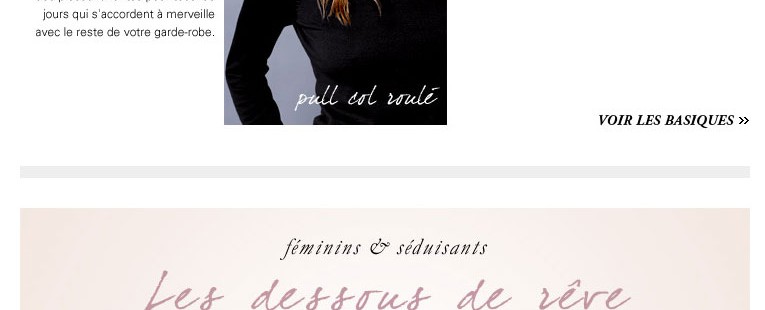 jours qui s'accordent à merveille
avec le reste de votre garde-robe.
pull col roulé
VOIR LES BASIQUES »
féminins & séduisants
Les dessous de rêve